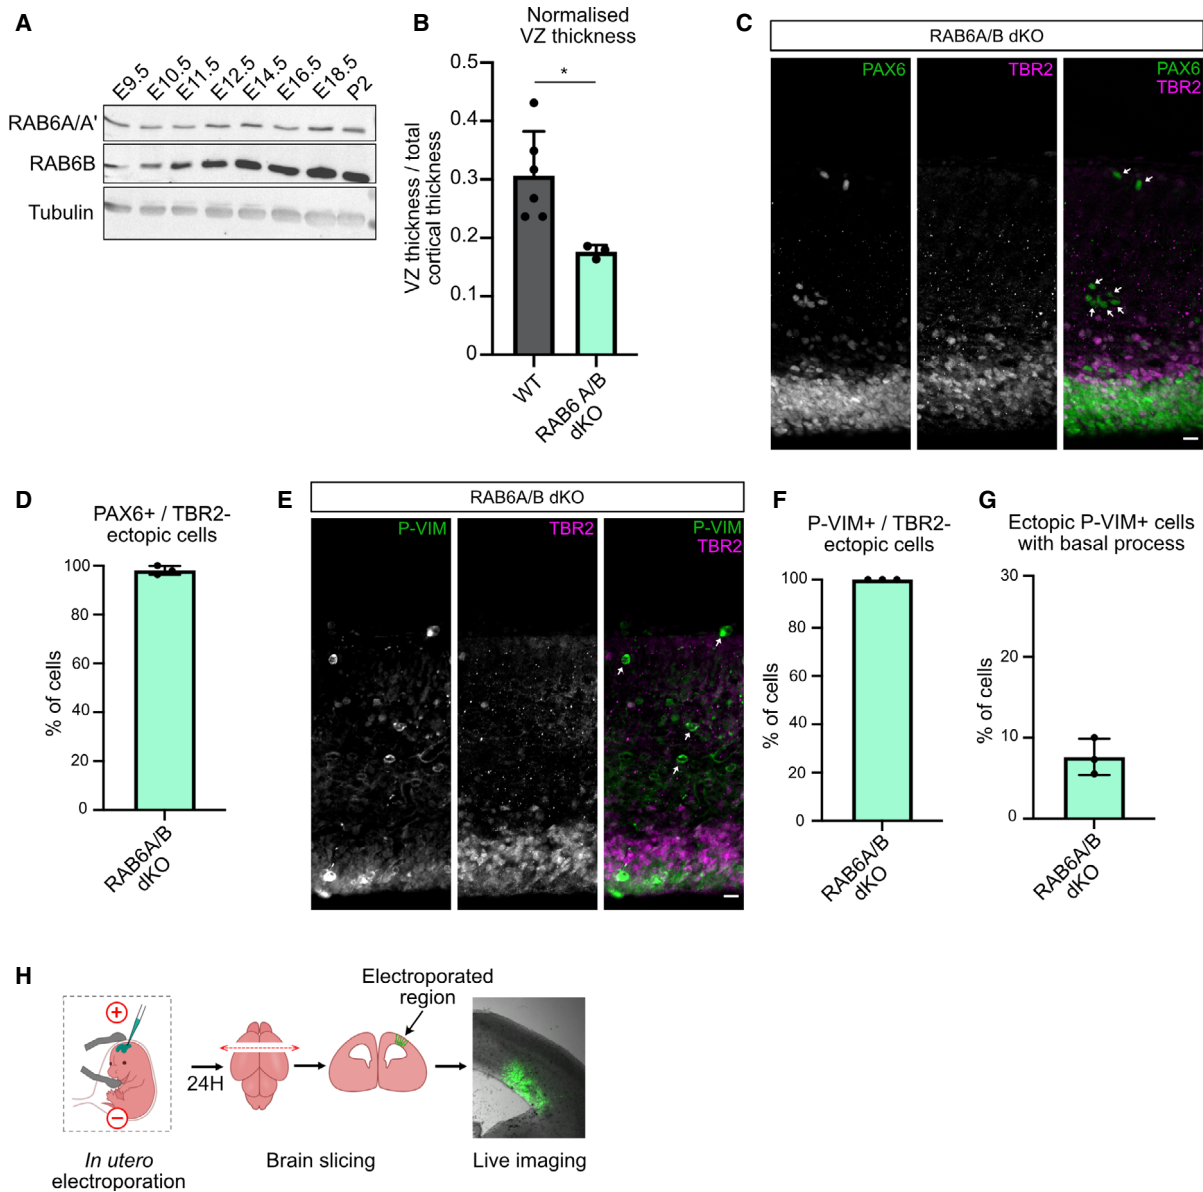 A
E9.5 E10.5 E11.5 E12.5 E14.5 E16.5 E18.5 P2
RAB6A/A'
RAB6B
Tubulin
B
Normalised
VZ thickness
VZ thickness / total
cortical thickness
0.5
*
0.4
0.3
0.2
0.1
0
WT
RAB6 A/B
dKO
C
RAB6A/B dKO
PAX6
TBR2
PAX6
TBR2
D
PAX6+ / TBR2-
ectopic cells
% of cells
100
80
60
40
20
0
RAB6A/B
dKO
E
RAB6A/B dKO
P-VIM
TBR2
P-VIM
TBR2
F
P-VIM+ / TBR2-
ectopic cells
% of cells
100
80
60
40
20
0
RAB6A/B
dKO
G
Ectopic P-VIM+ cells
with basal process
% of cells
30
20
10
0
RAB6A/B
dKO
H
+
−
24H
Electroporated
region
In utero
electroporation
Brain slicing
Live imaging